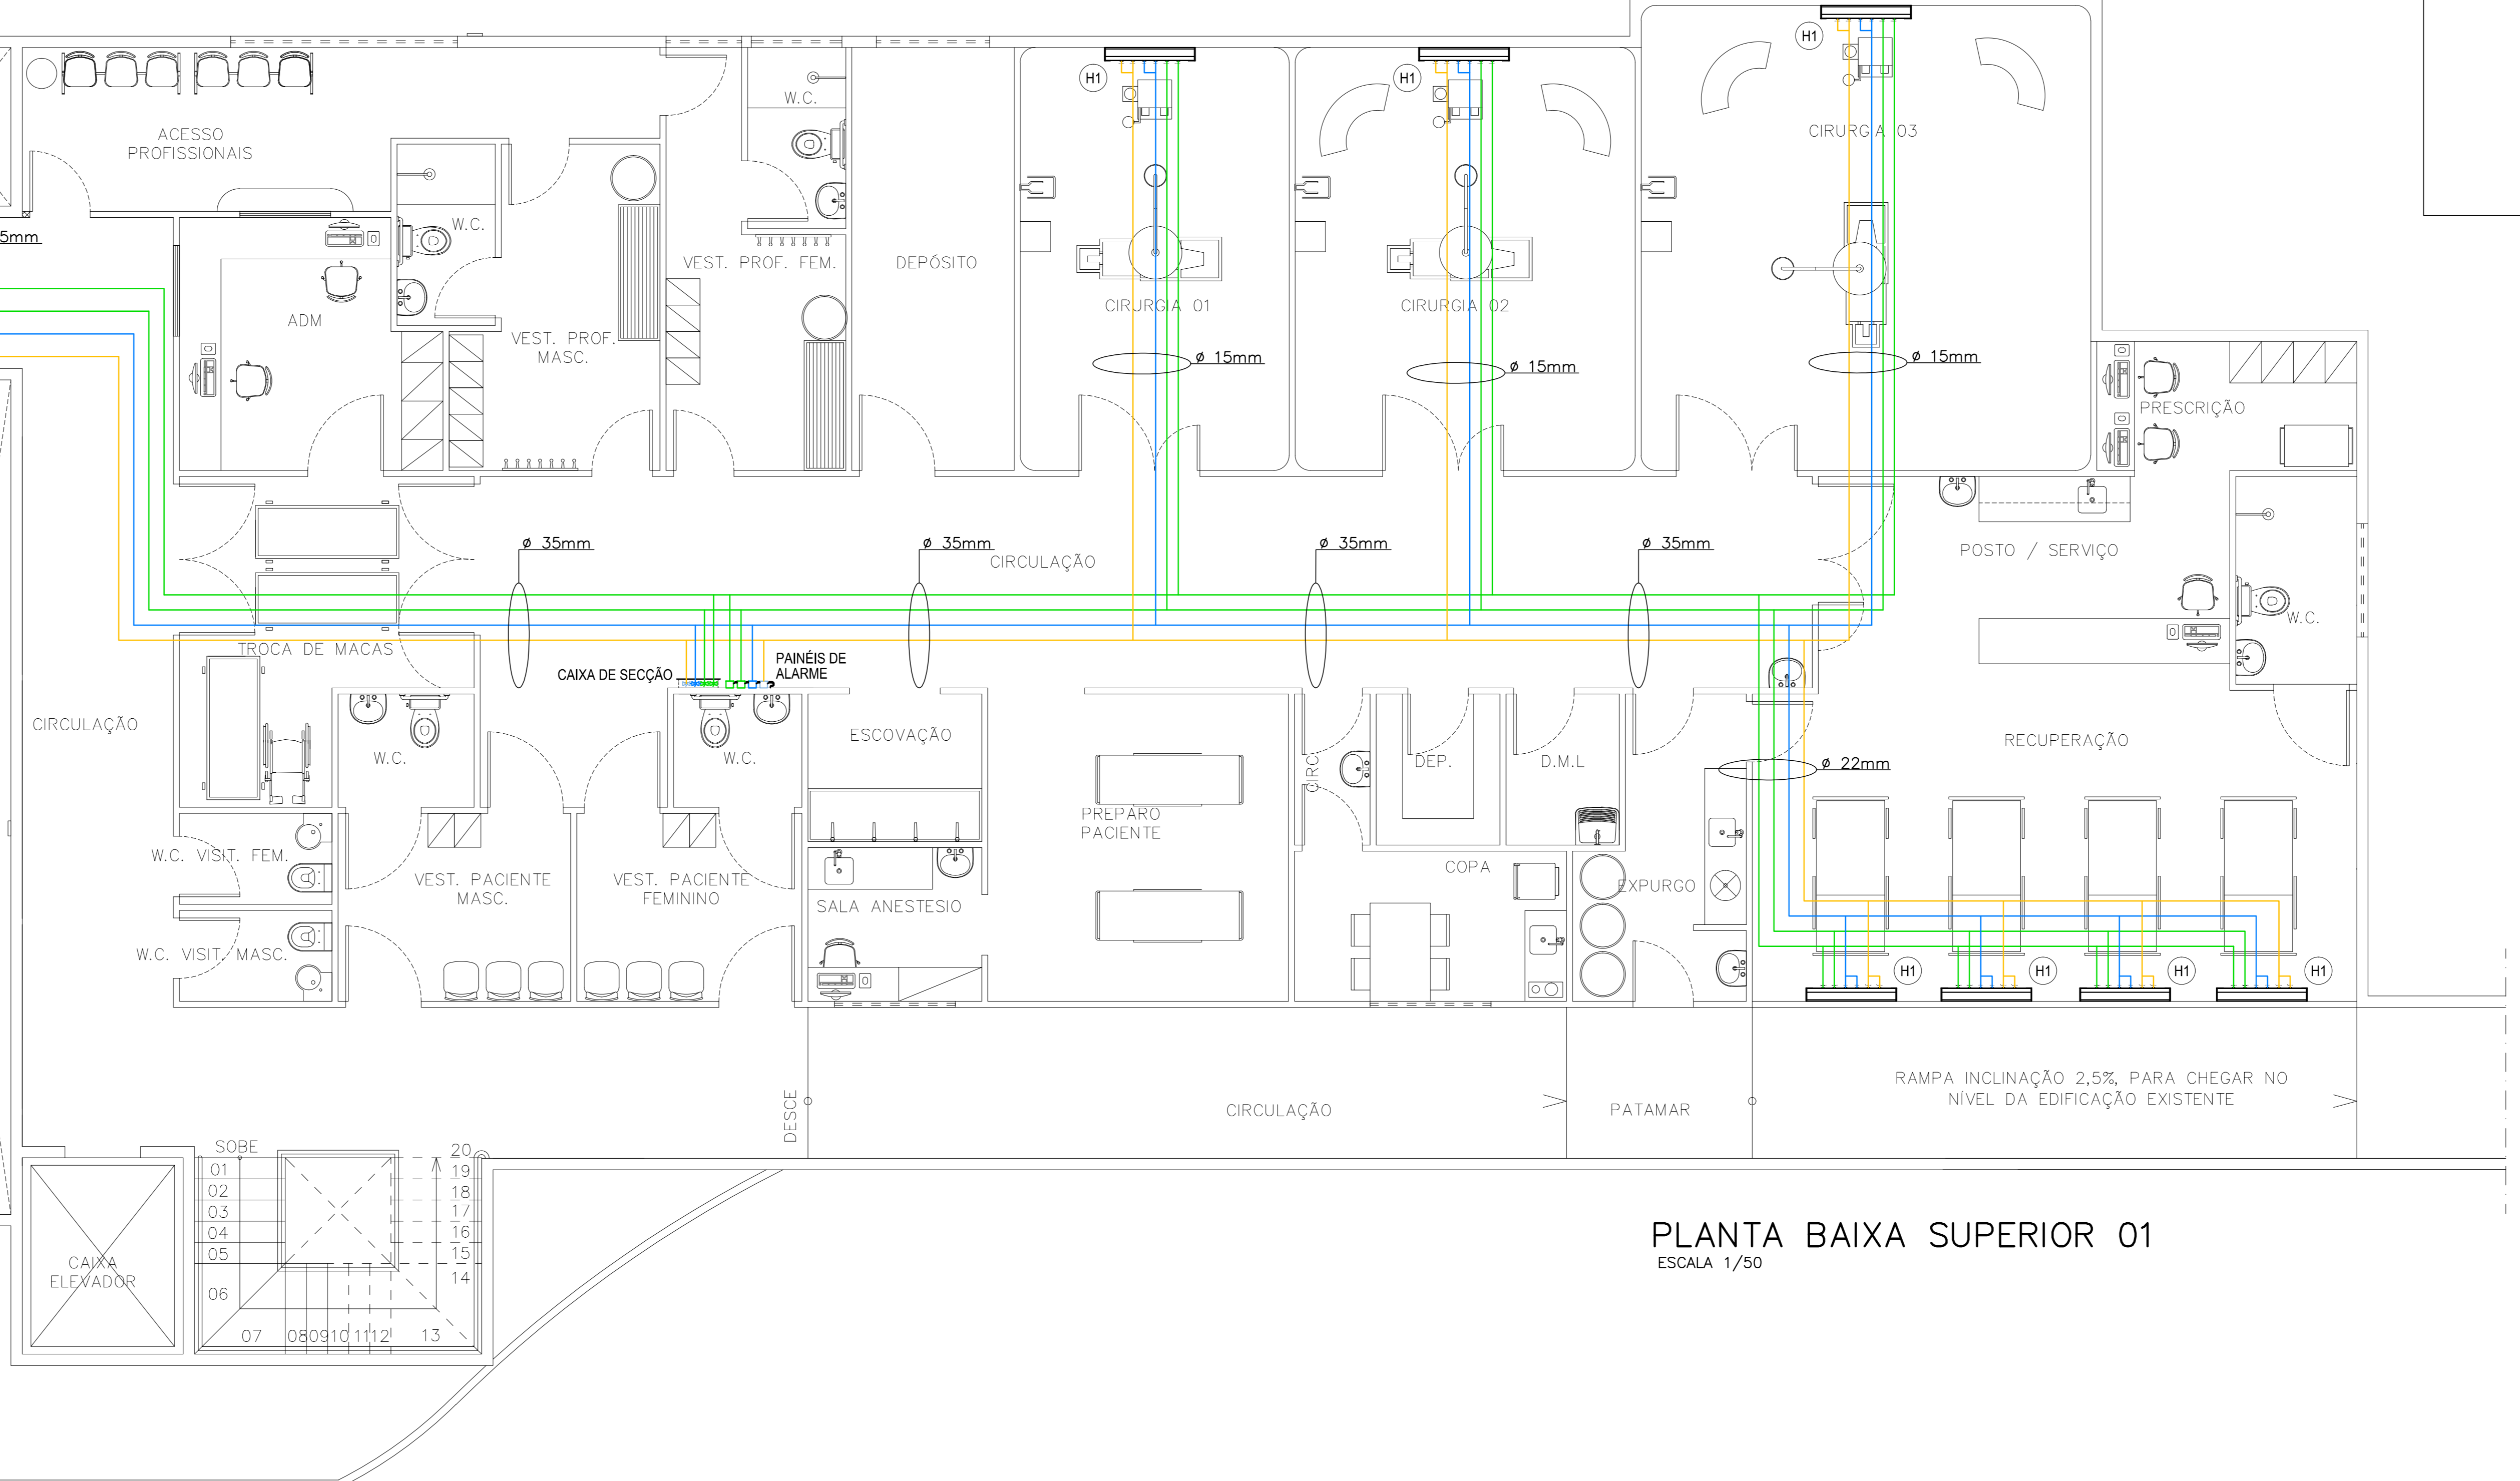 H1
H1
H1
W.C.
ACESSO
PROFISSIONAIS
CIRURGIA 03
W.C.
5mm
VEST. PROF. FEM.
DEPÓSITO
ADM
CIRURGIA 01
CIRURGIA 02
VEST. PROF.
MASC.
ø 15mm
ø 15mm
ø 15mm
PRESCRIÇÃO
ø 35mm
ø 35mm
ø 35mm
ø 35mm
CIRCULAÇÃO
POSTO / SERVIÇO
W.C.
TROCA DE MACAS
CAIXA DE SECÇÃO
PAINÉIS DE
ALARME
CIRCULAÇÃO
ESCOVAÇÃO
RECUPERAÇÃO
W.C.
W.C.
CIRC
DEP.
D.M.L
ø 22mm
PREPARO
PACIENTE
W.C. VISIT. FEM.
COPA
VEST. PACIENTE
MASC.
VEST. PACIENTE
FEMININO
EXPURGO
SALA ANESTESIO
W.C. VISIT. MASC.
H1
H1
H1
H1
RAMPA INCLINAÇÃO 2,5%, PARA CHEGAR NO
NÍVEL DA EDIFICAÇÃO EXISTENTE
DESCE
CIRCULAÇÃO
PATAMAR
SOBE
20
01
19
02
18
03
17
04
16
05
15
14
06
07
08
09
10
11
12
13
CAIXA
ELEVADOR
PLANTA BAIXA SUPERIOR 01
ESCALA 1/50